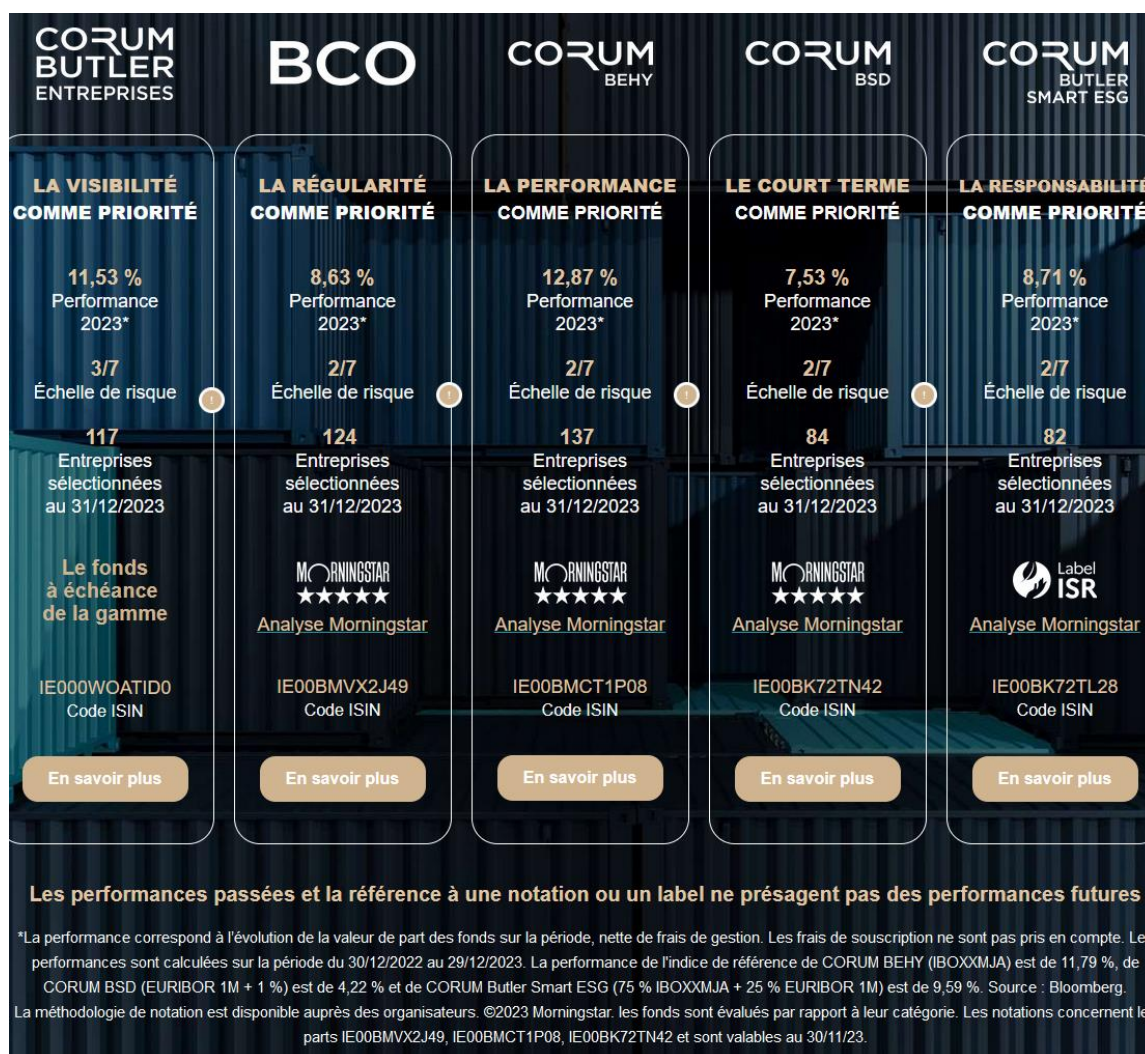 CORUM
BUTLER
ENTREPRISES
LA VISIBILITÉ
COMME PRIORITÉ
11,53 %
Performance
2023*
3/7
Échelle de risque
!
117
Entreprises
sélectionnées
au 31/12/2023
Le fonds
à échéance
de la gamme
IE000WOATID0
Code ISIN
En savoir plus
BCO
LA RÉGULARITÉ
COMME PRIORITÉ
8,63 %
Performance
2023*
2/7
Échelle de risque
!
124
Entreprises
sélectionnées
au 31/12/2023
MORNINGSTAR
★★★★★
Analyse Morningstar
IE00BMVX2J49
Code ISIN
En savoir plus
CORUM
BEHY
LA PERFORMANCE
COMME PRIORITÉ
12,87 %
Performance
2023*
2/7
Échelle de risque
!
137
Entreprises
sélectionnées
au 31/12/2023
MORNINGSTAR
★★★★★
Analyse Morningstar
IE00BMCT1P08
Code ISIN
En savoir plus
CORUM
BSD
LE COURT TERME
COMME PRIORITÉ
7,53 %
Performance
2023*
2/7
Échelle de risque
!
84
Entreprises
sélectionnées
au 31/12/2023
MORNINGSTAR
★★★★★
Analyse Morningstar
IE00BK72TN42
Code ISIN
En savoir plus
CORUM
BUTLER
SMART ESG
LA RESPONSABILITÉ
COMME PRIORITÉ
8,71 %
Performance
2023*
2/7
Échelle de risque
82
Entreprises
sélectionnées
au 31/12/2023
Label
ISR
Analyse Morningstar
IE00BK72TL28
Code ISIN
En savoir plus
Les performances passées et la référence à une notation ou un label ne présagent pas des performances futures
*La performance correspond à l'évolution de la valeur de part des fonds sur la période, nette de frais de gestion. Les frais de souscription ne sont pas pris en compte. Le
performances sont calculées sur la période du 30/12/2022 au 29/12/2023. La performance de l'indice de référence de CORUM BEHY (IBOXXMJA) est de 11,79 %, de
CORUM BSD (EURIBOR 1M + 1 %) est de 4,22 % et de CORUM Butler Smart ESG (75 % IBOXXMJA + 25 % EURIBOR 1M) est de 9,59 %. Source : Bloomberg.
La méthodologie de notation est disponible auprès des organisateurs. ©2023 Morningstar. les fonds sont évalués par rapport à leur catégorie. Les notations concernent le
parts IE00BMVX2J49, IE00BMCT1P08, IE00BK72TN42 et sont valables au 30/11/23.